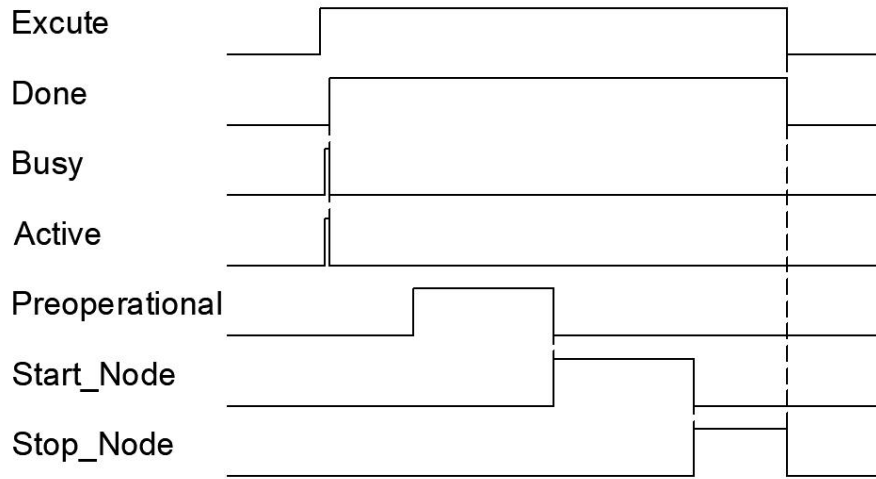 Excute
Done
Busy
Active
Preoperational
Start_Node
Stop_Node